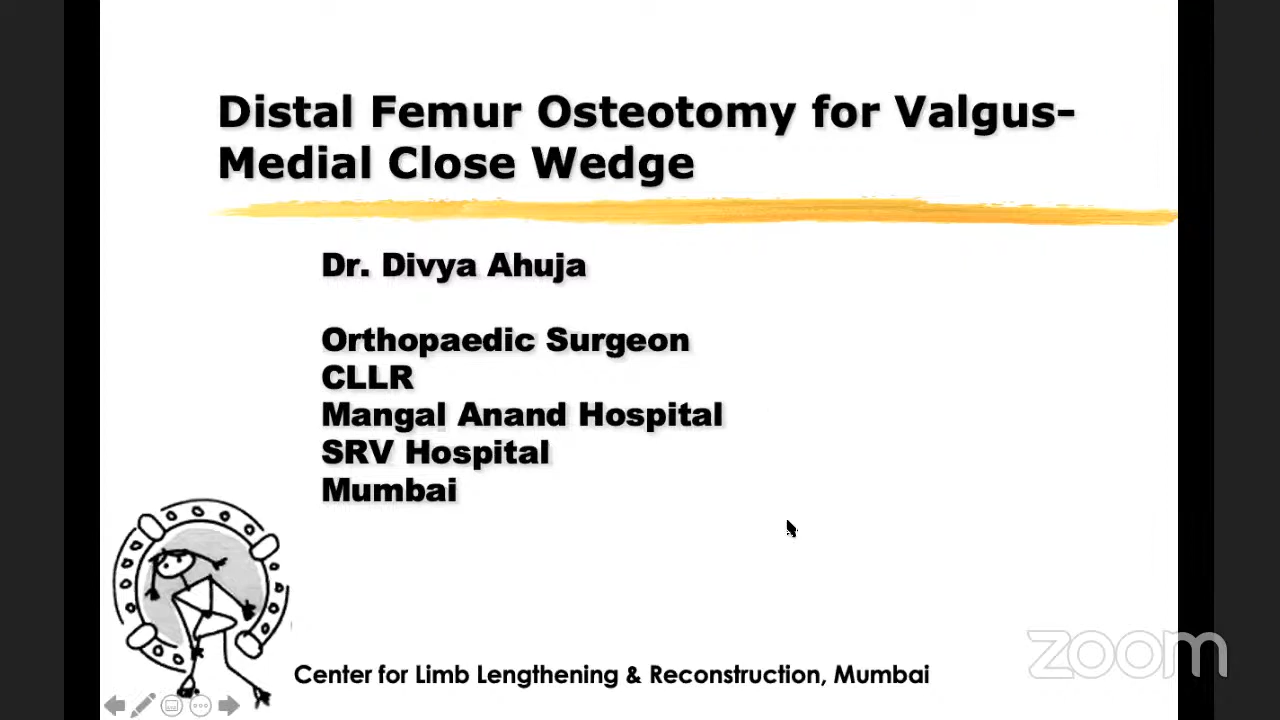 Distal Femur Osteotomy for Valgus-
Medial Close Wedge
Dr. Divya Ahuja
Orthopaedic Surgeon
CLLR
Mangal Anand Hospital
SRV Hospital
Mumbai
Center for Limb Lengthening & Reconstruction, Mumbai
zoom